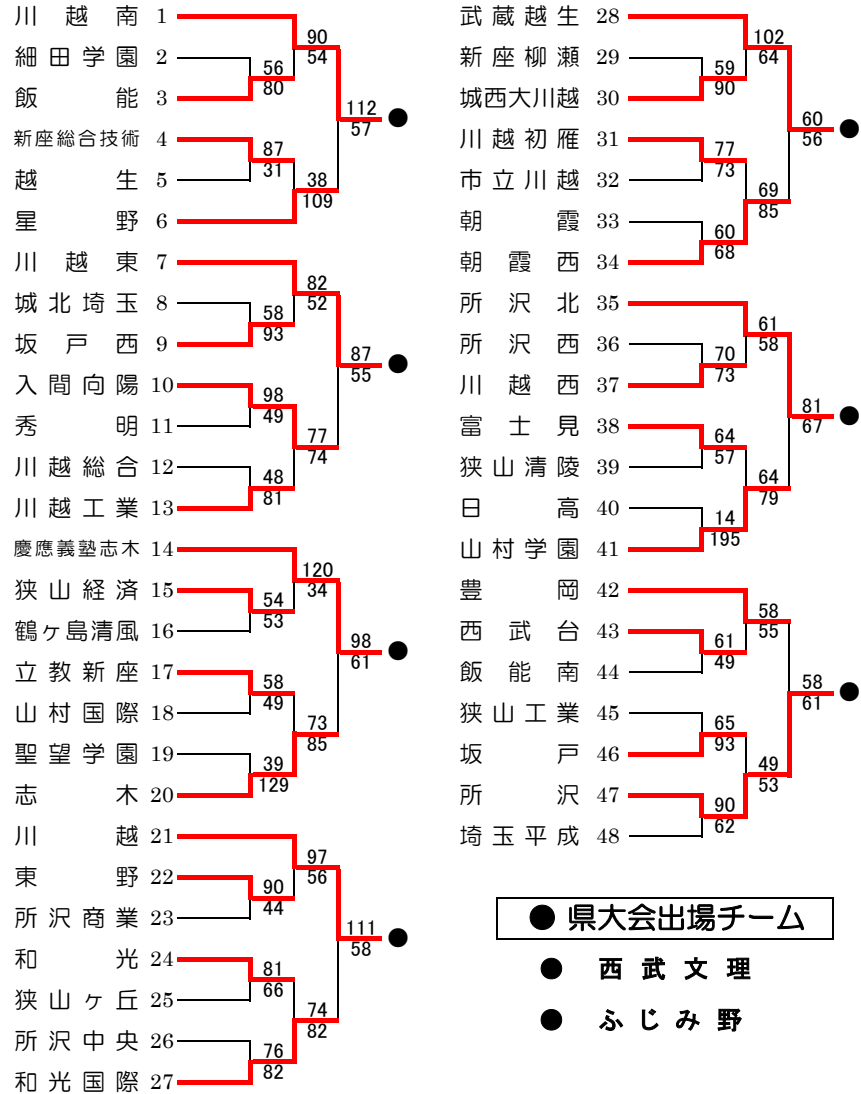 川越南 1
細田学園 2
飯能 3
新座総合技術 4
越生 5
星野 6
90
54
56
80
87
31
38
109
112
57 ●
川越東 7
城北埼玉 8
坂戸西 9
入間向陽 10
秀明 11
川越総合 12
川越工業 13
82
52
58
93
98
49
77
74
48
81
87
55 ●
慶應義塾志木 14
狭山経済 15
鶴ヶ島清風 16
立教新座 17
山村国際 18
聖望学園 19
志木 20
120
34
54
53
58
49
73
85
39
129
98
61 ●
川越 21
東野 22
所沢商業 23
和光 24
狭山ヶ丘 25
所沢中央 26
和光国際 27
97
56
90
44
81
66
74
82
76
82
111
58 ●
武蔵越生 28
新座柳瀬 29
城西大川越 30
川越初雁 31
市立川越 32
朝霞 33
朝霞西 34
102
64
59
90
77
73
69
85
60
68
60
56 ●
所沢北 35
所沢西 36
川越西 37
富士見 38
狭山清陵 39
日高 40
山村学園 41
61
58
70
73
64
57
64
79
14
195
81
67 ●
豊岡 42
西武台 43
飯能南 44
狭山工業 45
坂戸 46
所沢 47
埼玉平成 48
58
55
61
49
65
93
49
53
90
62
58
61 ●
● 県大会出場チーム
● 西武文理
● ふじみ野